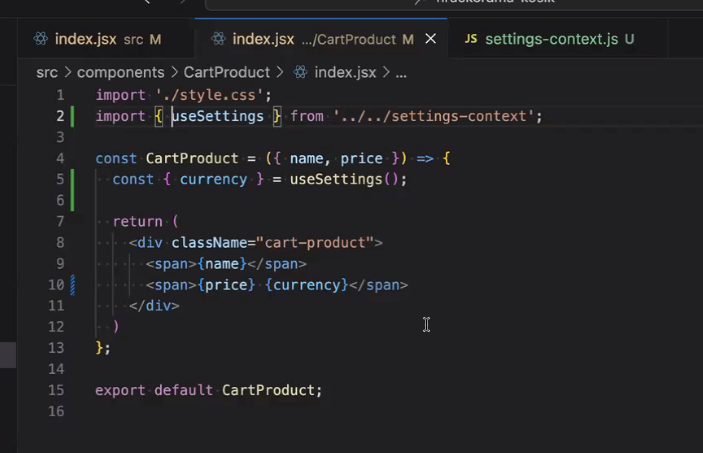 index.jsx src M
index.jsx .../CartProduct M
JS settings-context.js U
src > components > CartProduct > index.jsx > ...
1 import './style.css';
2 import { useSettings } from '../../settings-context';
3
4 const CartProduct = ({ name, price }) => {
5 const { currency } = useSettings();
6
7 return (
8 <div className="cart-product">
9 <span>{name}</span>
10 <span>{price} {currency}</span>
11 </div>
12 )
13 };
14
15 export default CartProduct;
16